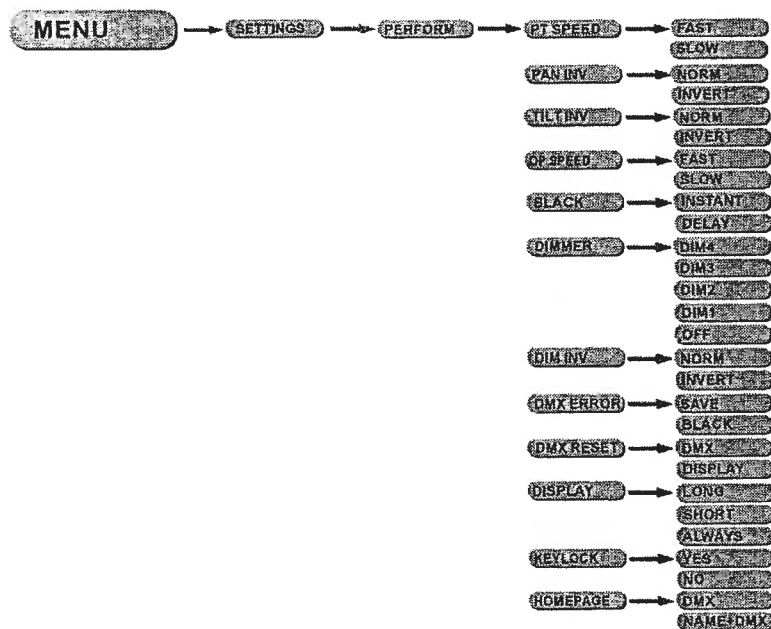 MENU SETTINGS PERFORM PT SPEED FAST
SLOW
PAN INV NORM
INVERT
TILT INV NORM
INVERT
OP SPEED FAST
SLOW
BLACK INSTANT
DELAY
DIMMER DIM4
DIM3
DIM2
DIM1
OFF
DIM INV NORM
INVERT
DMX ERROR SAVE
BLACK
DMX RESET DMX
DISPLAY
DISPLAY LONG
SHORT
ALWAYS
KEYLOCK YES
NO
HOMEPAGE DMX
NAME+DMX